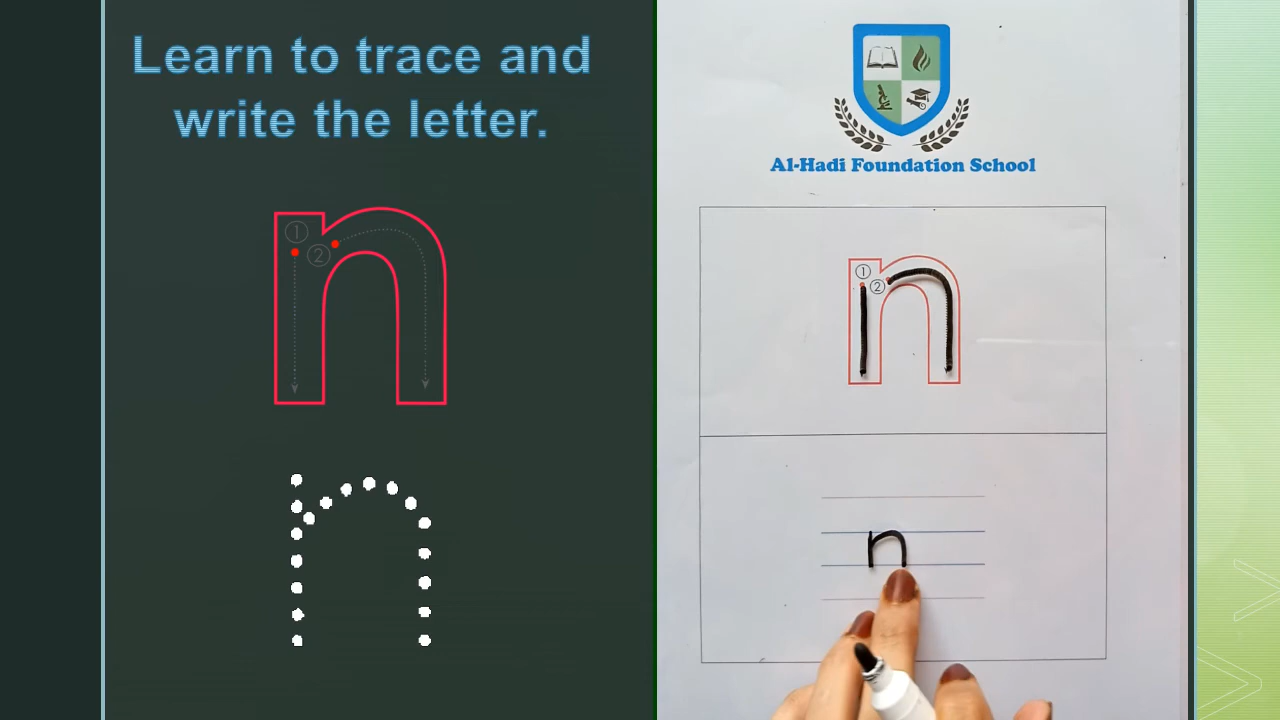 Learn to trace and
write the letter.
1
2
n
n
Al-Hadi Foundation School
1
2
n
n